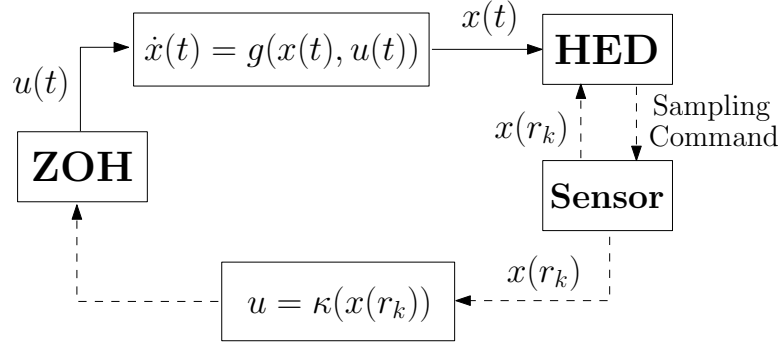 ẋ(t) = g(x(t), u(t))
x(t)
HED
u(t)
x(r_k)
Sampling
Command
ZOH
Sensor
x(r_k)
u = κ(x(r_k))